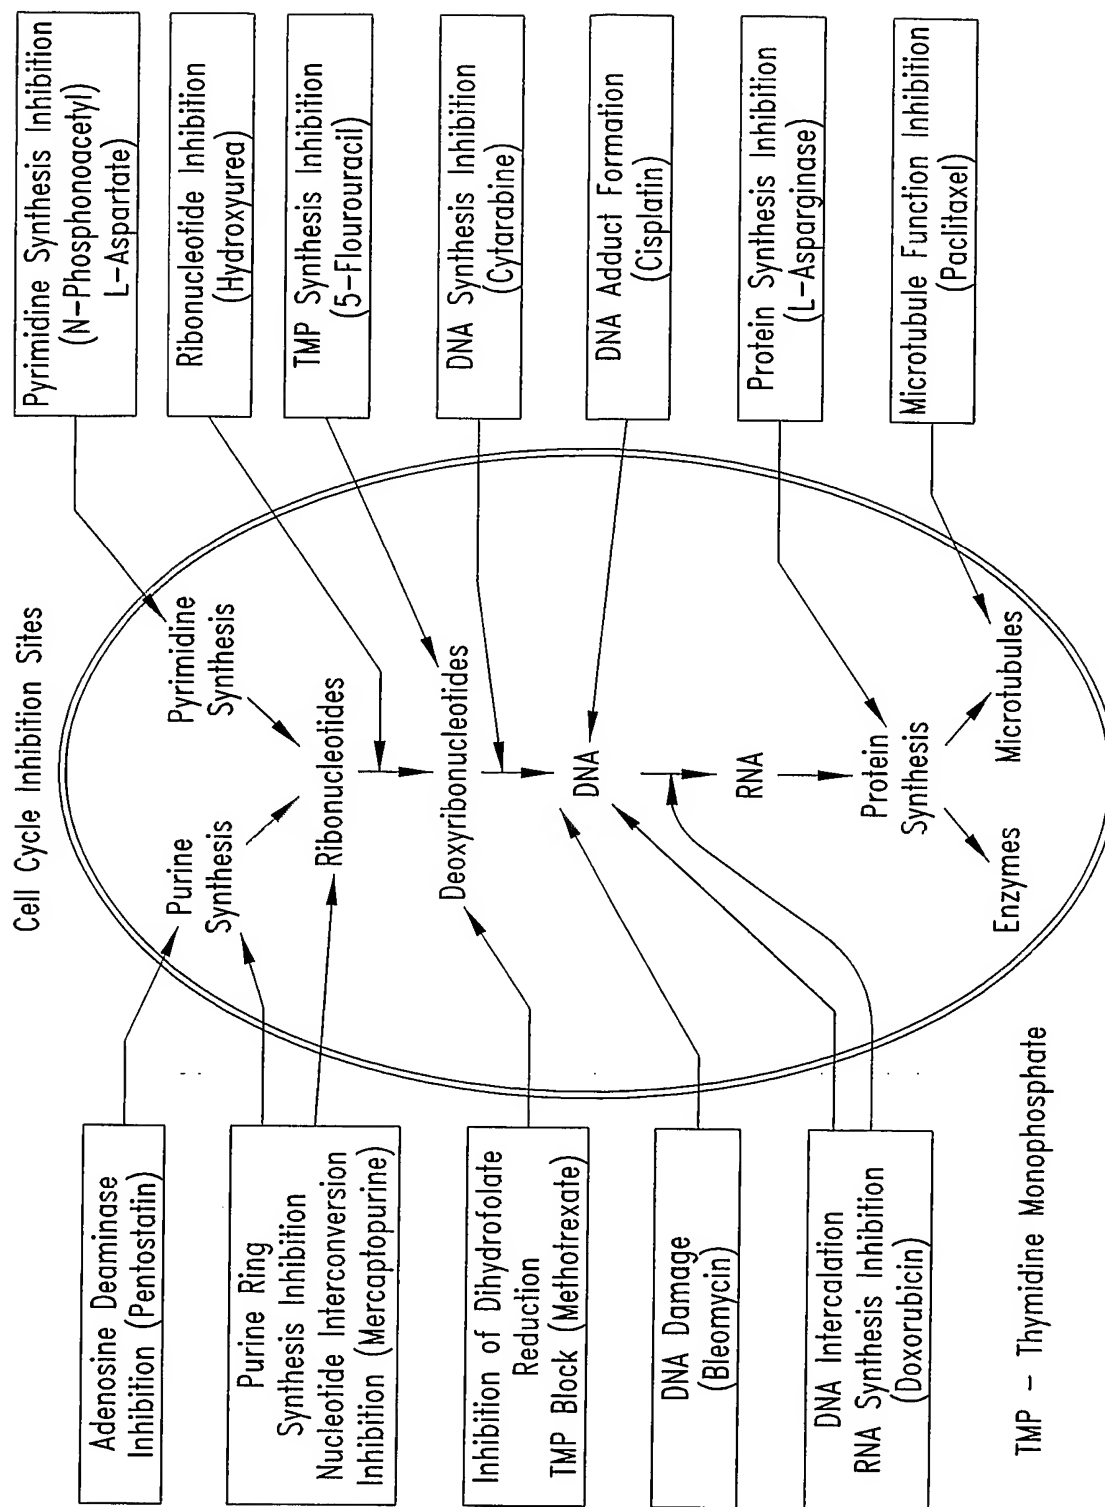 Cell Cycle Inhibition Sites
Adenosine Deaminase
Inhibition (Pentostatin)
Purine Ring
Synthesis Inhibition
Nucleotide Interconversion
Inhibition (Mercaptopurine)
Inhibition of Dihydrofolate
Reduction
TMP Block (Methotrexate)
DNA Damage
(Bleomycin)
DNA Intercalation
RNA Synthesis Inhibition
(Doxorubicin)
Purine
Synthesis
Pyrimidine
Synthesis
Ribonucleotides
Deoxyribonucleotides
DNA
RNA
Protein
Synthesis
Enzymes
Microtubules
Pyrimidine Synthesis Inhibition
(N-Phosphonoacetyl)
L-Aspartate
Ribonucleotide Inhibition
(Hydroxyurea)
TMP Synthesis Inhibition
(5-Flourouracil)
DNA Synthesis Inhibition
(Cytarabine)
DNA Adduct Formation
(Cisplatin)
Protein Synthesis Inhibition
(L-Asparginase)
Microtubule Function Inhibition
(Paclitaxel)
TMP - Thymidine Monophosphate